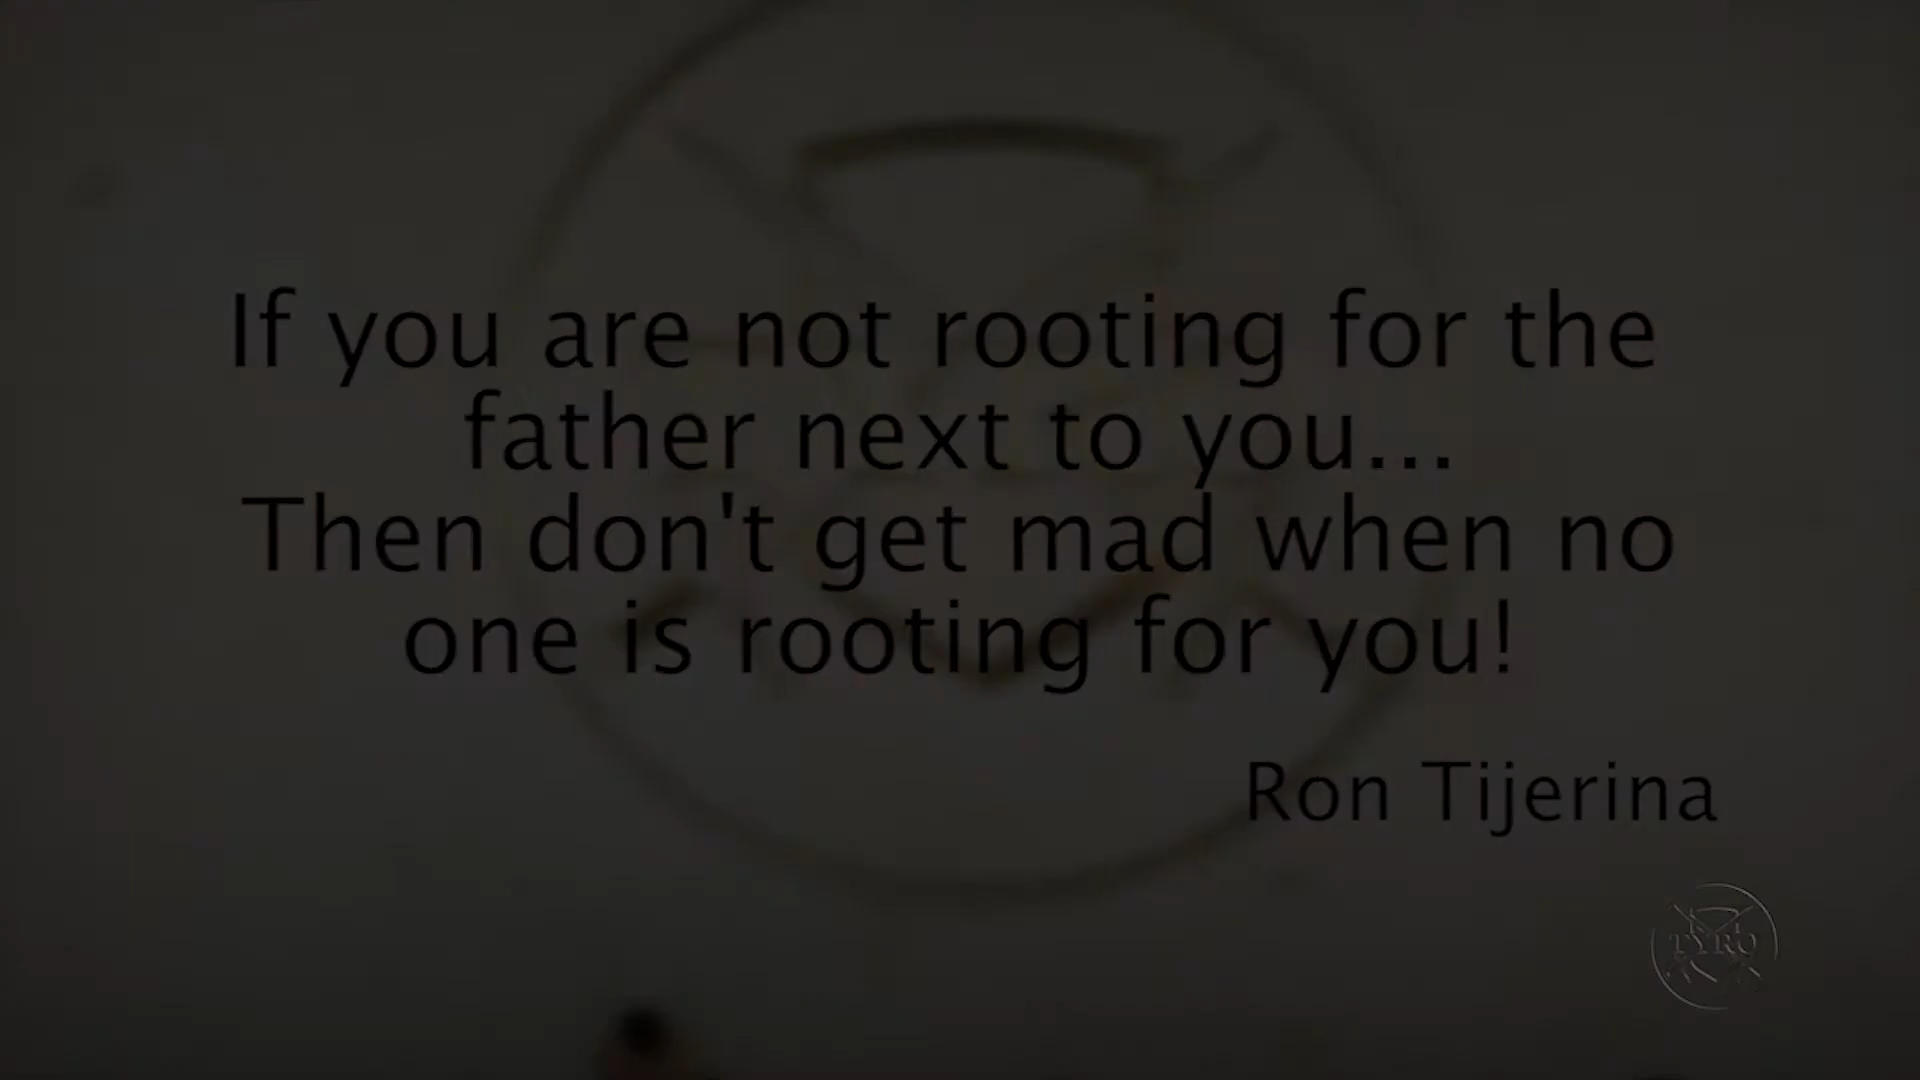 If you are not rooting for the
father next to you...
Then don't get mad when no
one is rooting for you!
Ron Tijerina
TYRO